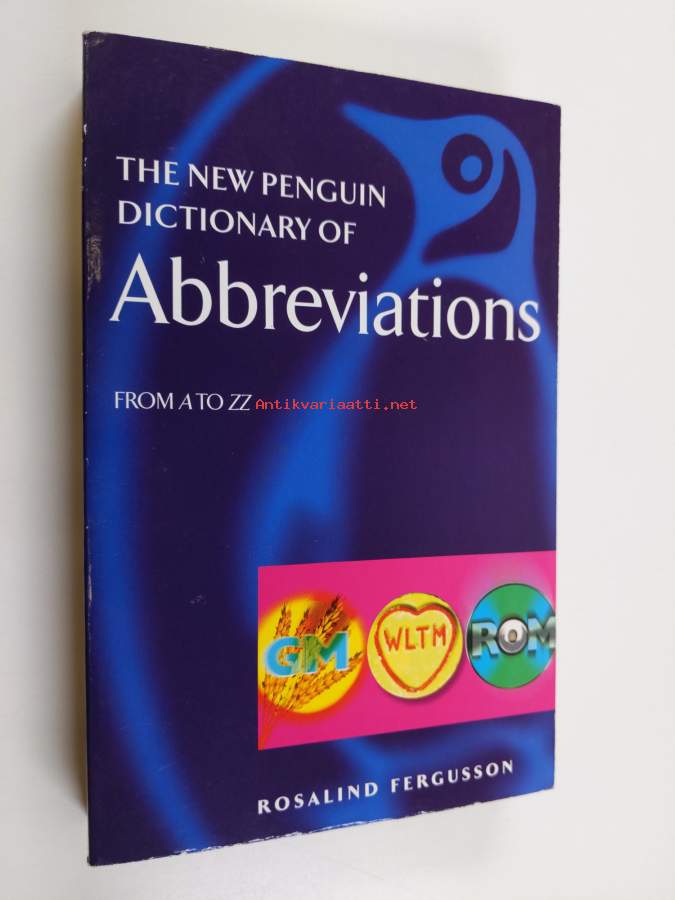 THE NEW PENGUIN
DICTIONARY OF
Abbreviations
FROM A TO ZZ Antikvariaatti.net
GM WLTM ROM
ROSALIND FERGUSSON